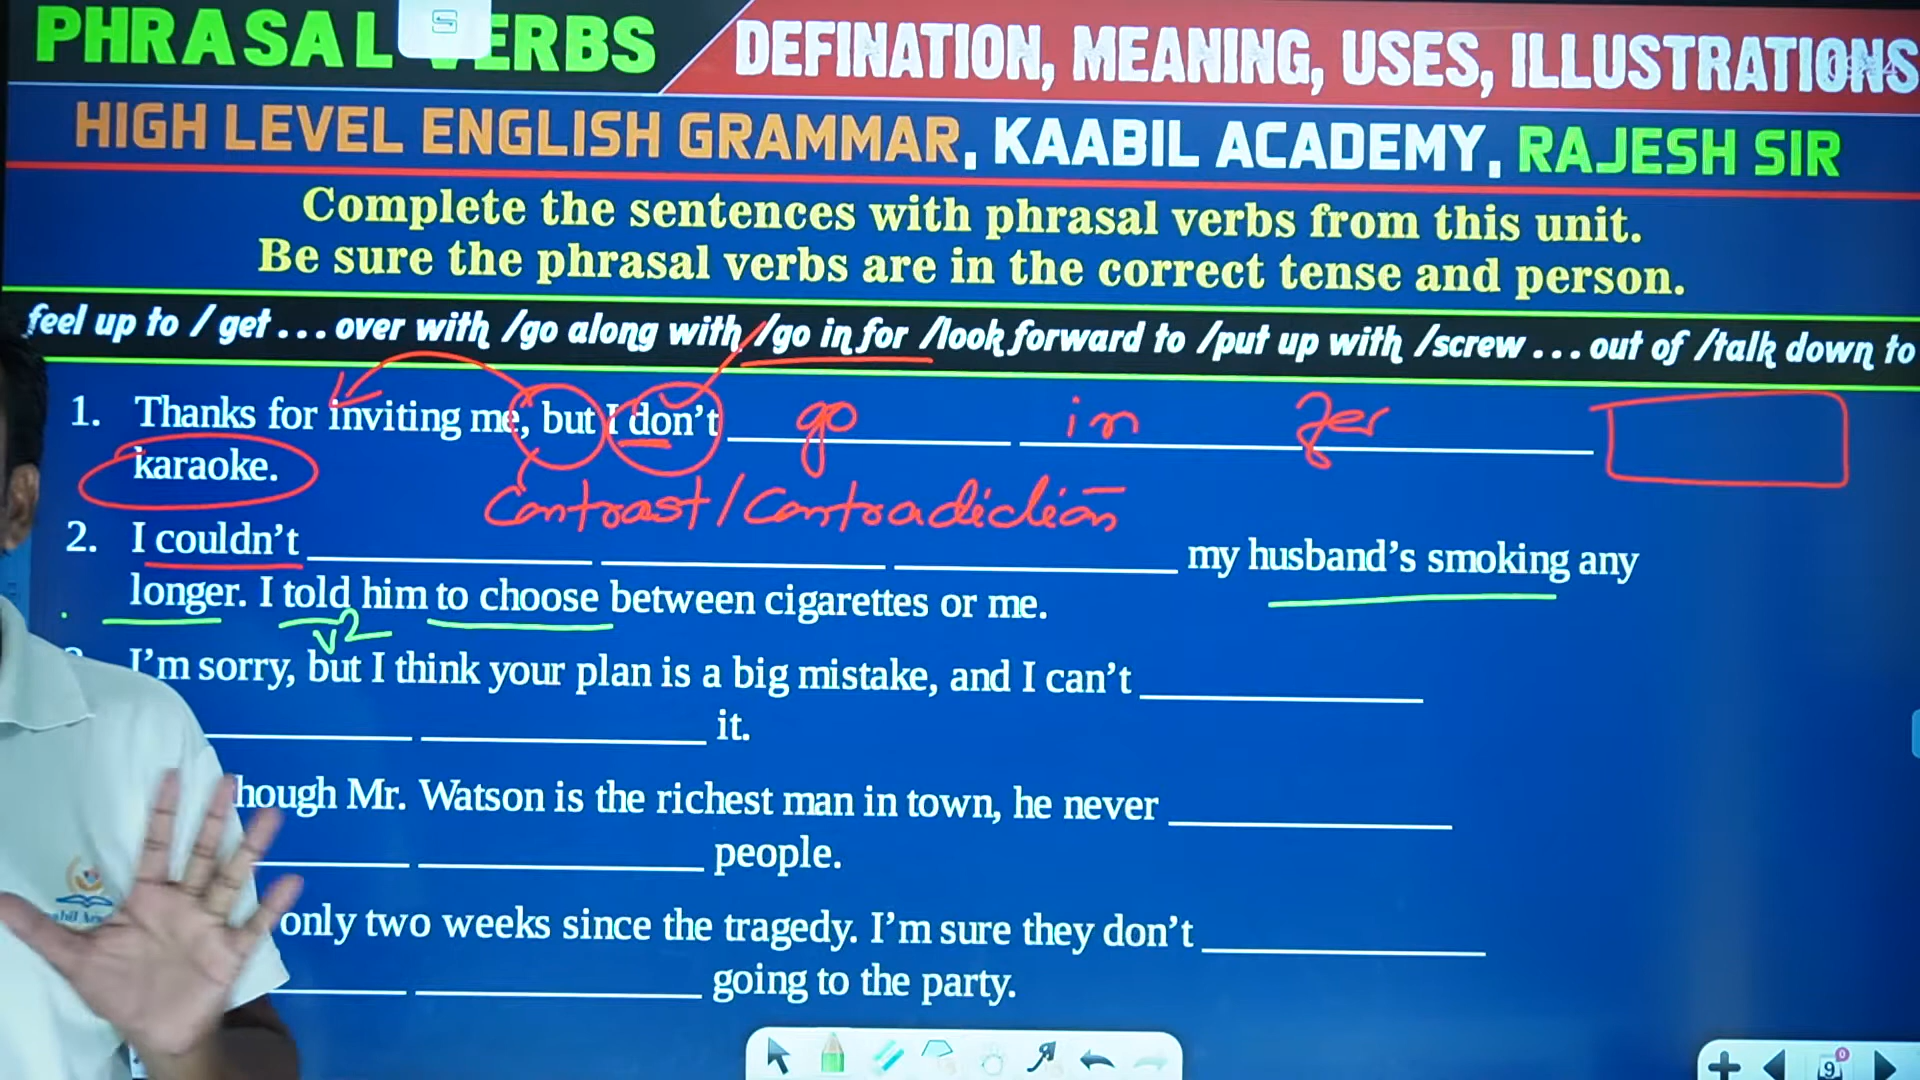 PHRASAL VERBS DEFINATION, MEANING, USES, ILLUSTRATIONS
HIGH LEVEL ENGLISH GRAMMAR, KAABIL ACADEMY, RAJESH SIR
Complete the sentences with phrasal verbs from this unit.
Be sure the phrasal verbs are in the correct tense and person.
feel up to / get ... over with /go along with /go in for /look forward to /put up with /screw ... out of /talk down to
1. Thanks for inviting me, but I don't go in for
karaoke.
Contrast/Contradiction
2. I couldn't my husband's smoking any
longer. I told him to choose between cigarettes or me.
v2
I'm sorry, but I think your plan is a big mistake, and I can't
it.
hough Mr. Watson is the richest man in town, he never
people.
only two weeks since the tragedy. I'm sure they don't
going to the party.
9